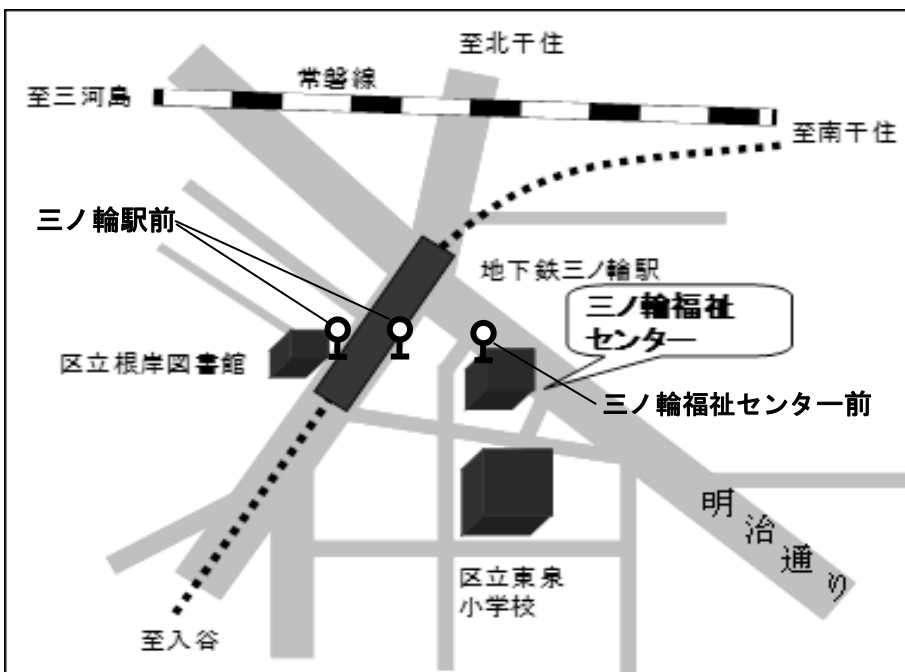 至北千住
常磐線
至三河島
至南千住
三ノ輪駅前
地下鉄三ノ輪駅
三ノ輪福祉
センター
区立根岸図書館
三ノ輪福祉センター前
明治通り
区立東泉
小学校
至入谷